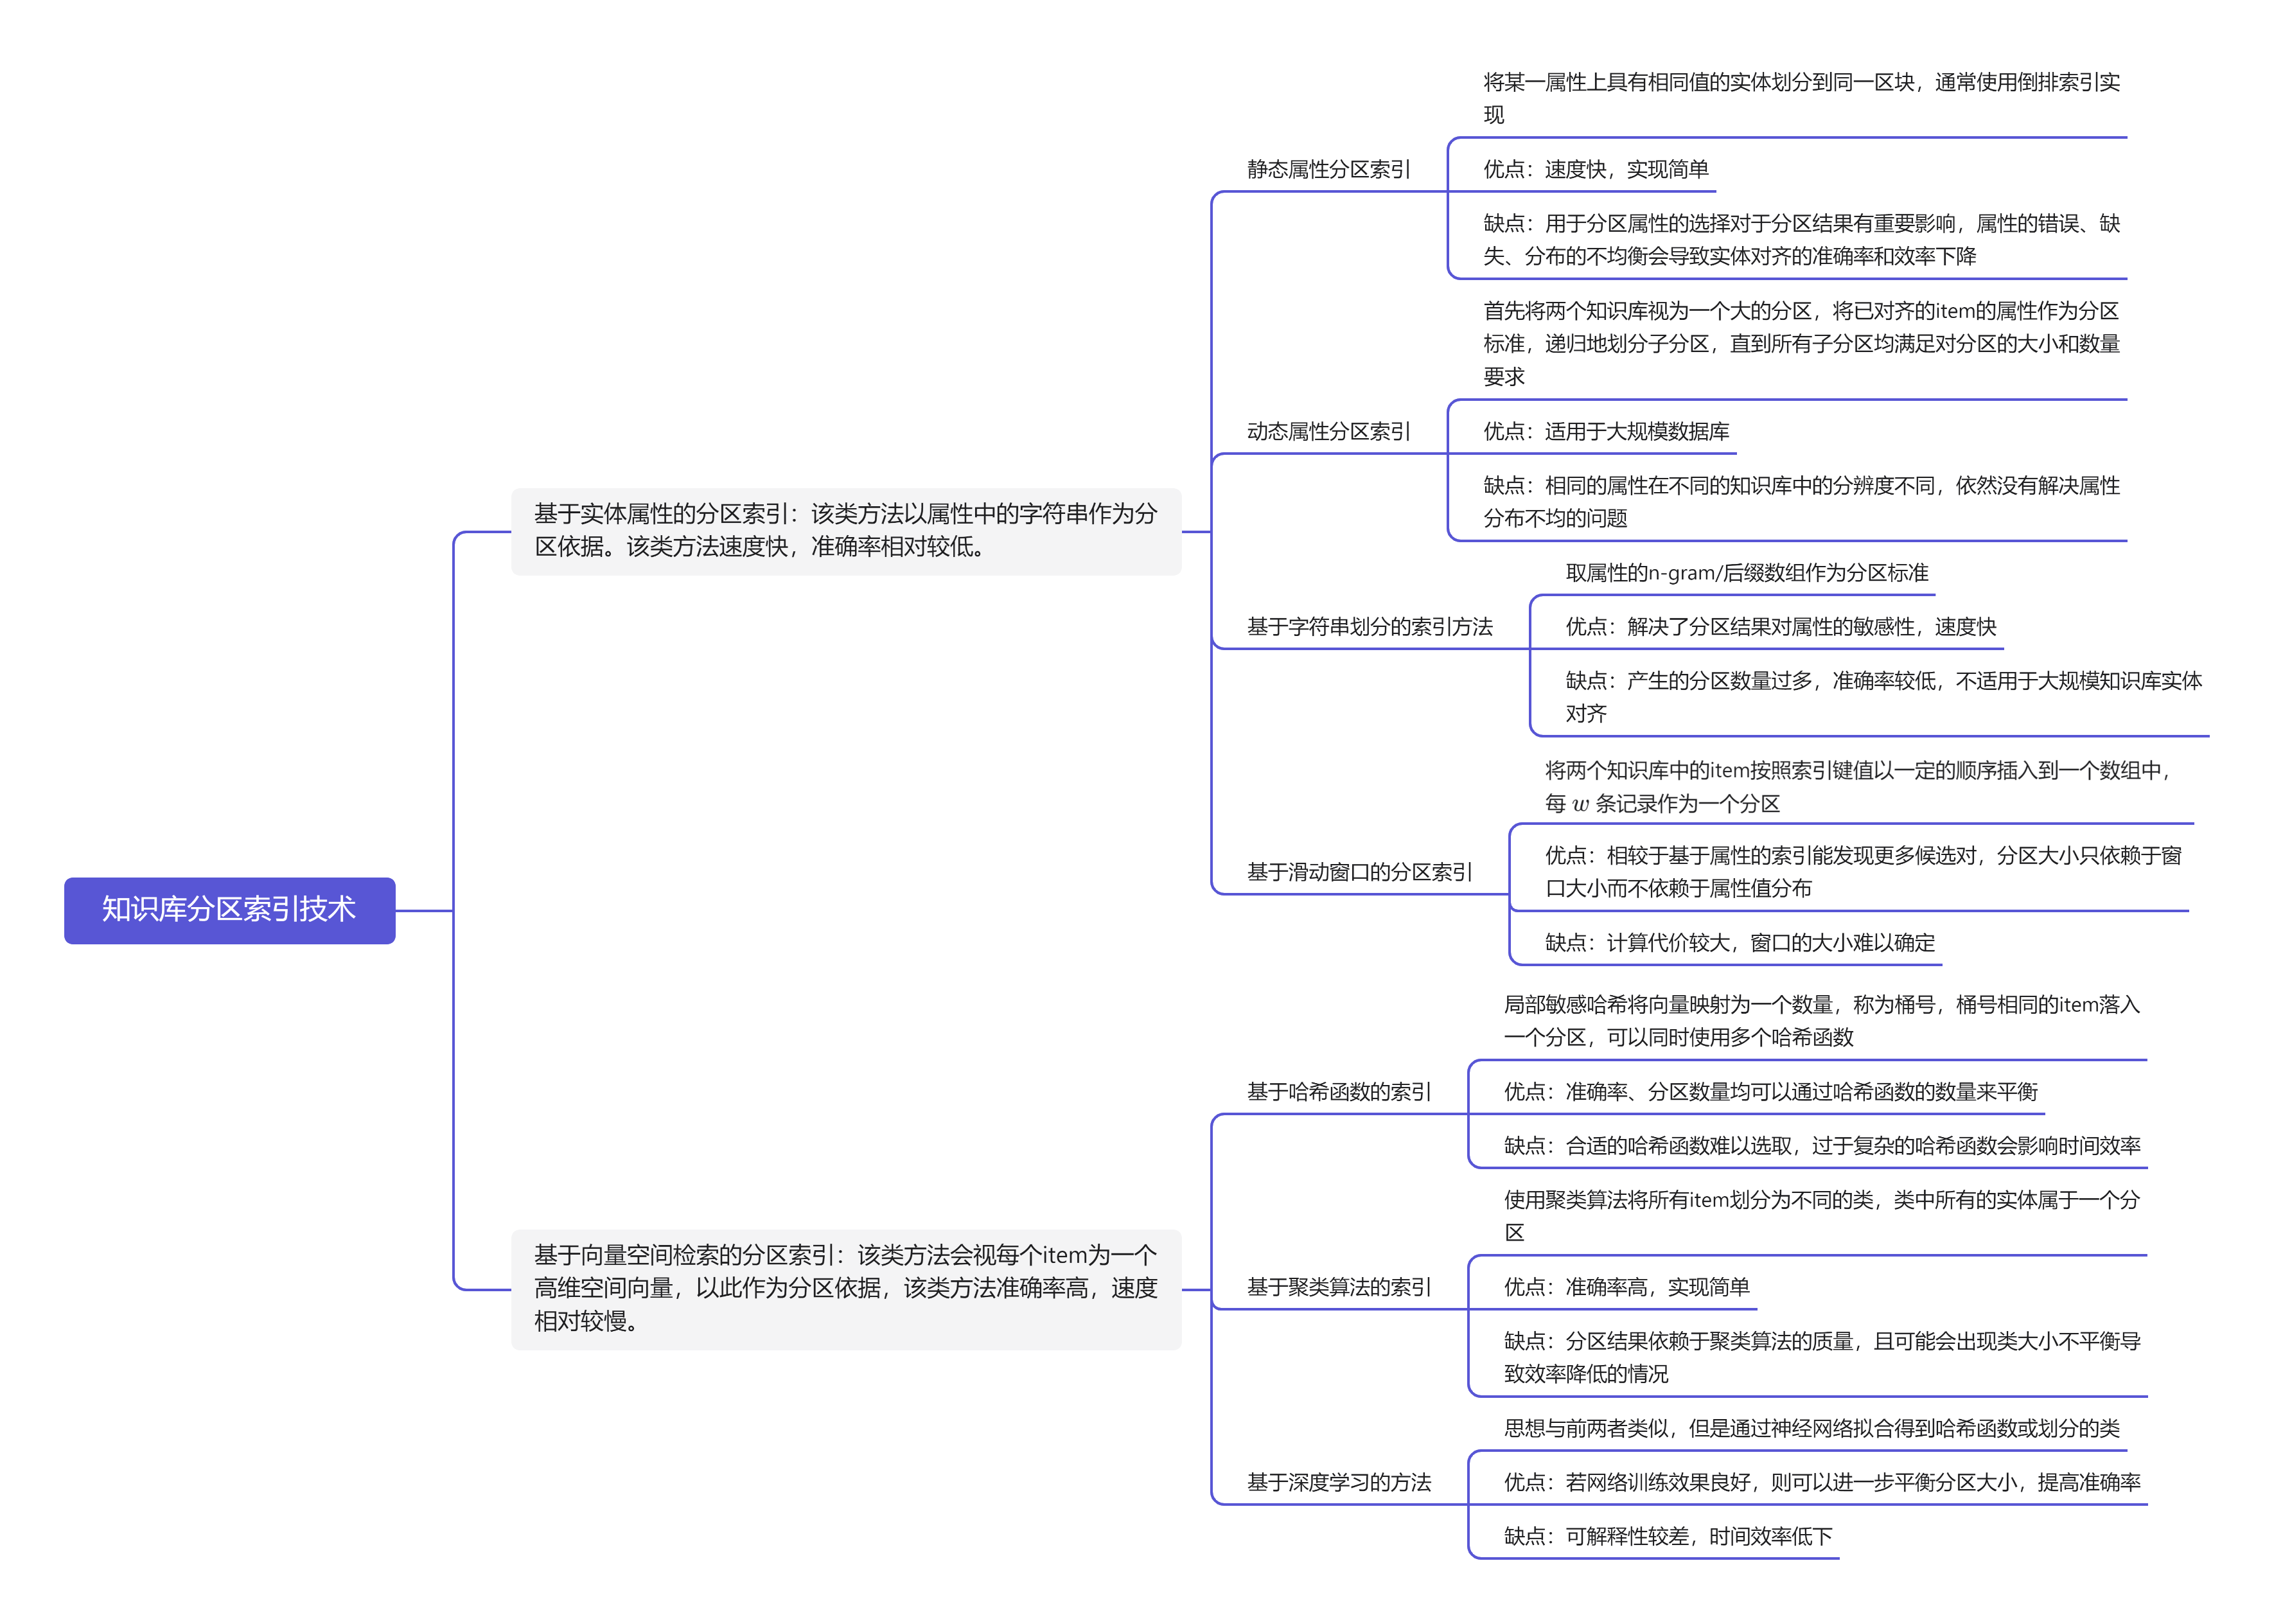 知识库分区索引技术
基于实体属性的分区索引：该类方法以属性中的字符串作为分
区依据。该类方法速度快，准确率相对较低。
静态属性分区索引
将某一属性上具有相同值的实体划分到同一区块，通常使用倒排索引实
现
优点：速度快，实现简单
缺点：用于分区属性的选择对于分区结果有重要影响，属性的错误、缺
失、分布的不均衡会导致实体对齐的准确率和效率下降
动态属性分区索引
首先将两个知识库视为一个大的分区，将已对齐的item的属性作为分区
标准，递归地划分子分区，直到所有子分区均满足对分区的大小和数量
要求
优点：适用于大规模数据库
缺点：相同的属性在不同的知识库中的分辨度不同，依然没有解决属性
分布不均的问题
基于字符串划分的索引方法
取属性的n-gram/后缀数组作为分区标准
优点：解决了分区结果对属性的敏感性，速度快
缺点：产生的分区数量过多，准确率较低，不适用于大规模知识库实体
对齐
基于滑动窗口的分区索引
将两个知识库中的item按照索引键值以一定的顺序插入到一个数组中，
每 w 条记录作为一个分区
优点：相较于基于属性的索引能发现更多候选对，分区大小只依赖于窗
口大小而不依赖于属性值分布
缺点：计算代价较大，窗口的大小难以确定
基于向量空间检索的分区索引：该类方法会视每个item为一个
高维空间向量，以此作为分区依据，该类方法准确率高，速度
相对较慢。
基于哈希函数的索引
局部敏感哈希将向量映射为一个数量，称为桶号，桶号相同的item落入
一个分区，可以同时使用多个哈希函数
优点：准确率、分区数量均可以通过哈希函数的数量来平衡
缺点：合适的哈希函数难以选取，过于复杂的哈希函数会影响时间效率
基于聚类算法的索引
使用聚类算法将所有item划分为不同的类，类中所有的实体属于一个分
区
优点：准确率高，实现简单
缺点：分区结果依赖于聚类算法的质量，且可能会出现类大小不平衡导
致效率降低的情况
基于深度学习的方法
思想与前两者类似，但是通过神经网络拟合得到哈希函数或划分的类
优点：若网络训练效果良好，则可以进一步平衡分区大小，提高准确率
缺点：可解释性较差，时间效率低下